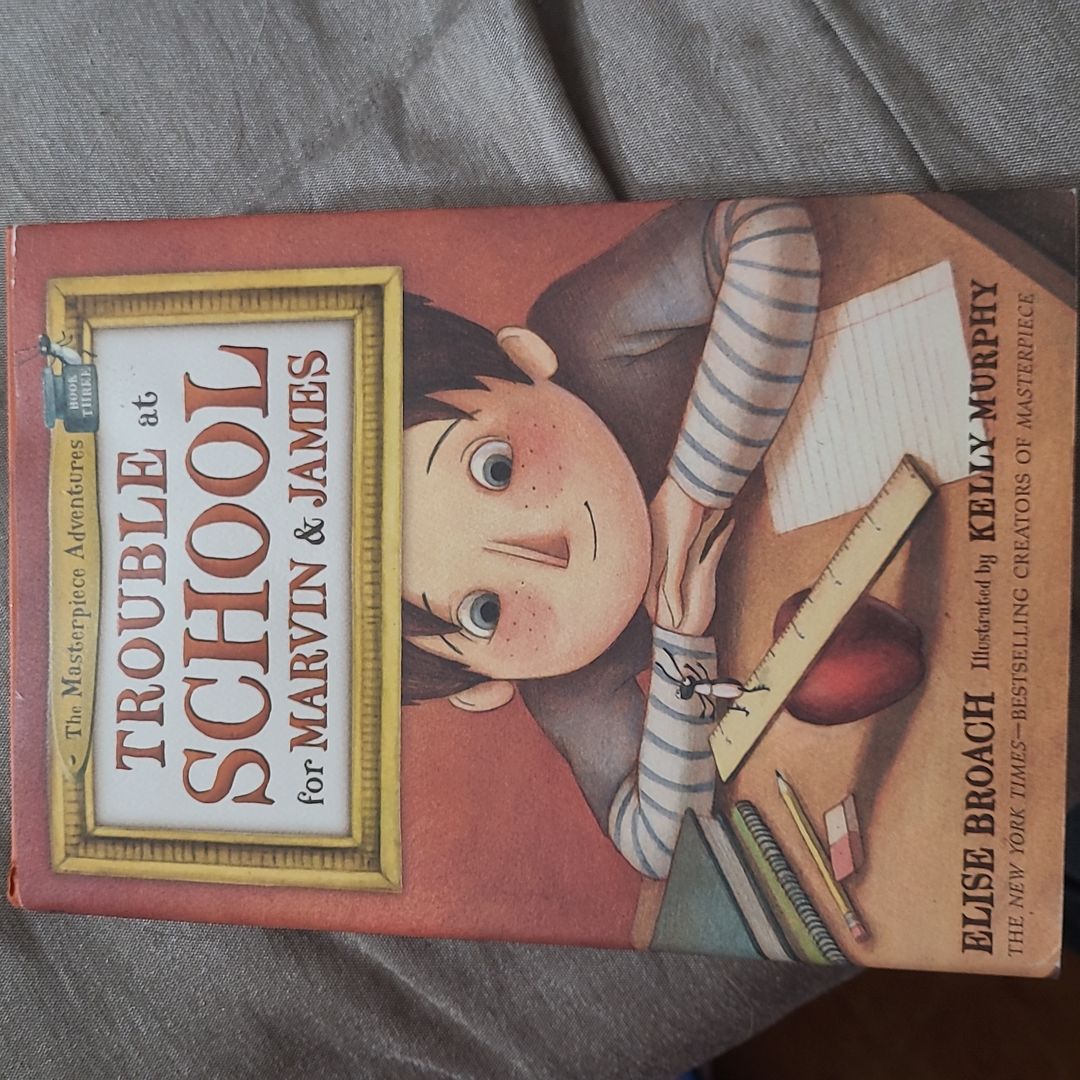 The Masterpiece Adventures
BOOK
THREE
TROUBLE at
SCHOOL
for MARVIN & JAMES
ELISE BROACH Illustrated by KELLY MURPHY
THE NEW YORK TIMES—BESTSELLING CREATORS OF MASTERPIECE